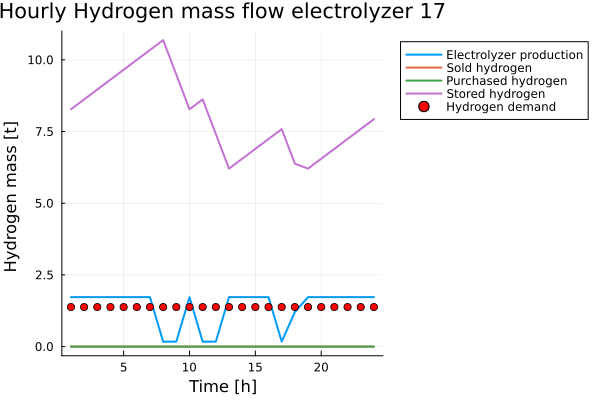 Hourly Hydrogen mass flow electrolyzer 17
Electrolyzer production
Sold hydrogen
Purchased hydrogen
Stored hydrogen
Hydrogen demand
Hydrogen mass [t]
10.0
7.5
5.0
2.5
0.0
5
10
15
20
Time [h]